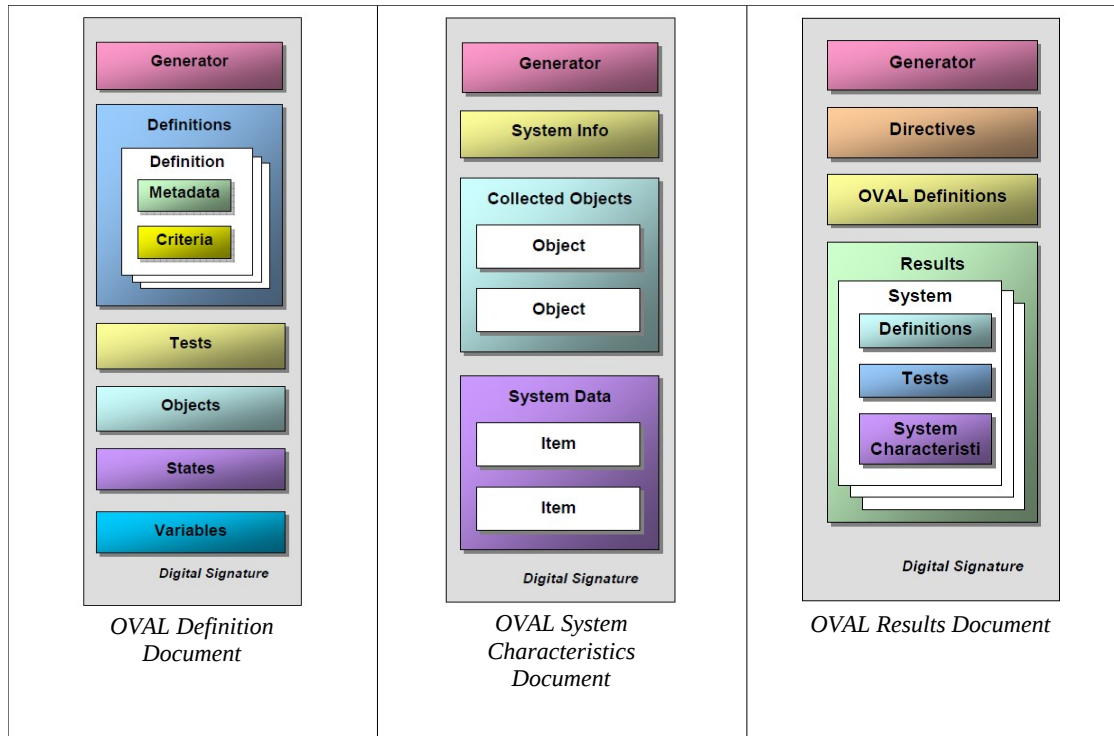 Generator
Definitions
Definition
Metadata
Criteria
Tests
Objects
States
Variables
Digital Signature
OVAL Definition
Document
Generator
System Info
Collected Objects
Object
Object
System Data
Item
Item
Digital Signature
OVAL System
Characteristics
Document
Generator
Directives
OVAL Definitions
Results
System
Definitions
Tests
System
Characteristi
Digital Signature
OVAL Results Document